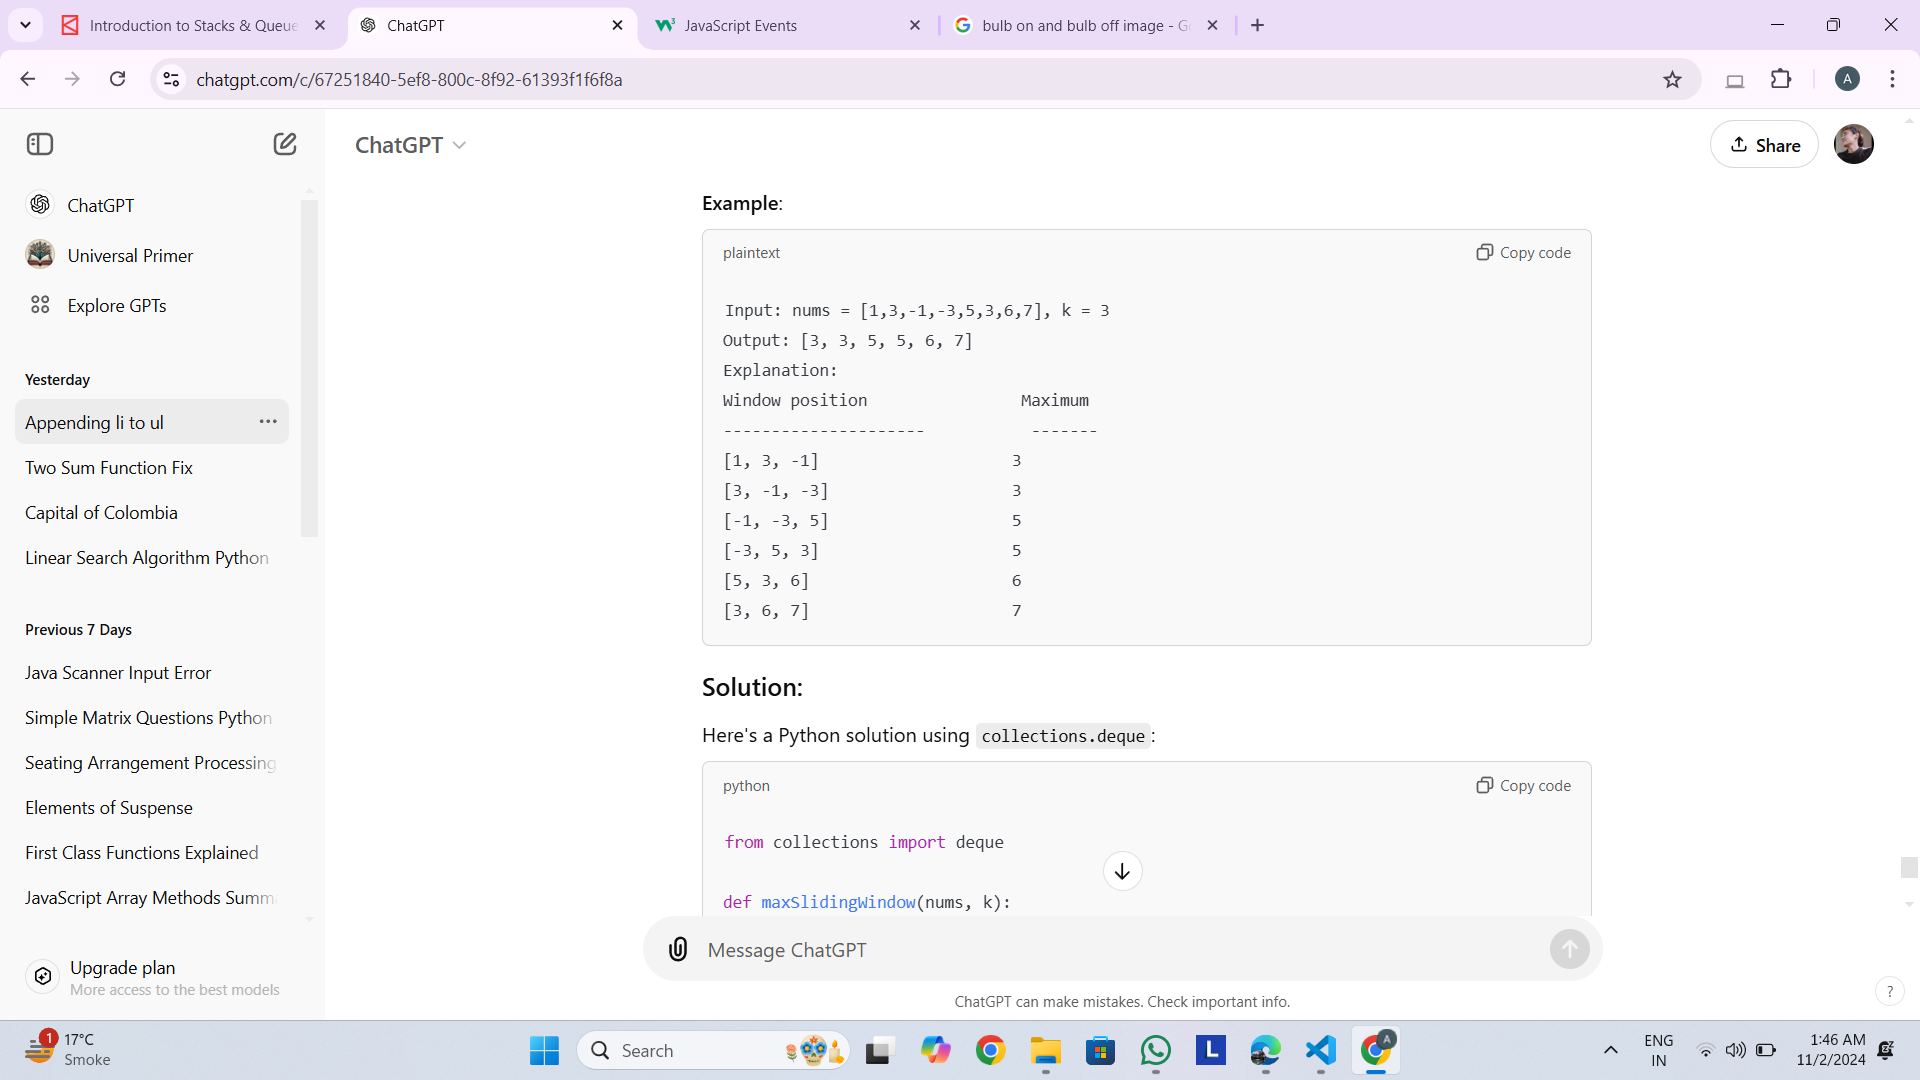 Introduction to Stacks & Queue
ChatGPT
JavaScript Events
bulb on and bulb off image - G
chatgpt.com/c/67251840-5ef8-800c-8f92-61393f1f6f8a
A
ChatGPT
Share
ChatGPT
Universal Primer
Explore GPTs
Yesterday
Appending li to ul
Two Sum Function Fix
Capital of Colombia
Linear Search Algorithm Python
Previous 7 Days
Java Scanner Input Error
Simple Matrix Questions Python
Seating Arrangement Processing
Elements of Suspense
First Class Functions Explained
JavaScript Array Methods Summ
Upgrade plan
More access to the best models
Example:
plaintext Copy code
Input: nums = [1,3,-1,-3,5,3,6,7], k = 3
Output: [3, 3, 5, 5, 6, 7]
Explanation:
Window position Maximum
--------------------- -------
[1, 3, -1] 3
[3, -1, -3] 3
[-1, -3, 5] 5
[-3, 5, 3] 5
[5, 3, 6] 6
[3, 6, 7] 7
Solution:
Here's a Python solution using collections.deque:
python Copy code
from collections import deque
def maxSlidingWindow(nums, k):
Message ChatGPT
ChatGPT can make mistakes. Check important info.
?
1
17°C
Smoke
Search
L
A
ENG
IN
1:46 AM
11/2/2024